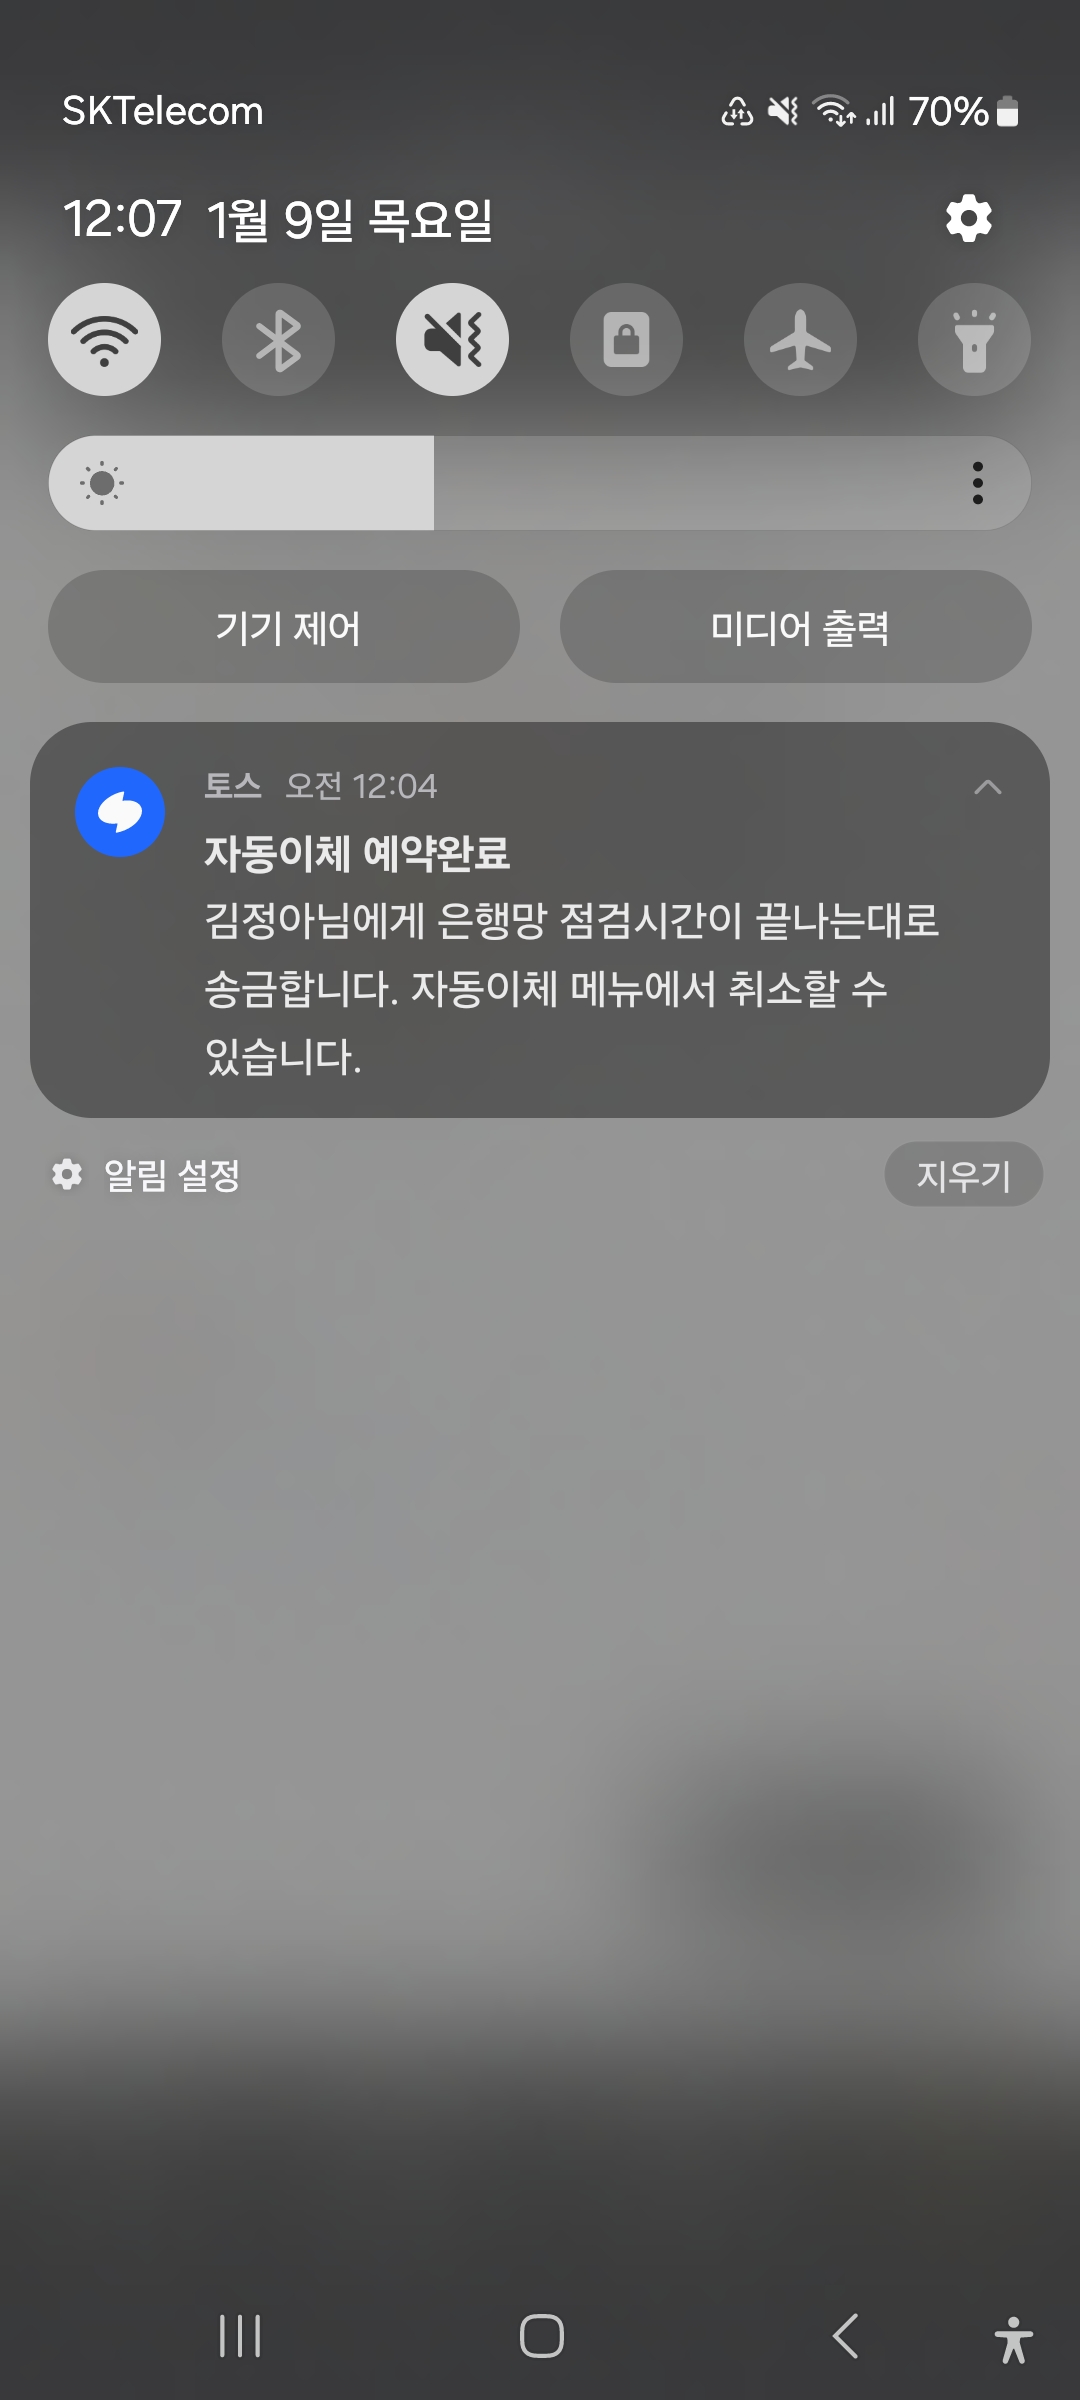 SKTelecom 70%
12:07 1월 9일 목요일
기기 제어 미디어 출력
토스 오전 12:04
자동이체 예약완료
김정아님에게 은행망 점검시간이 끝나는대로
송금합니다. 자동이체 메뉴에서 취소할 수
있습니다.
알림 설정 지우기